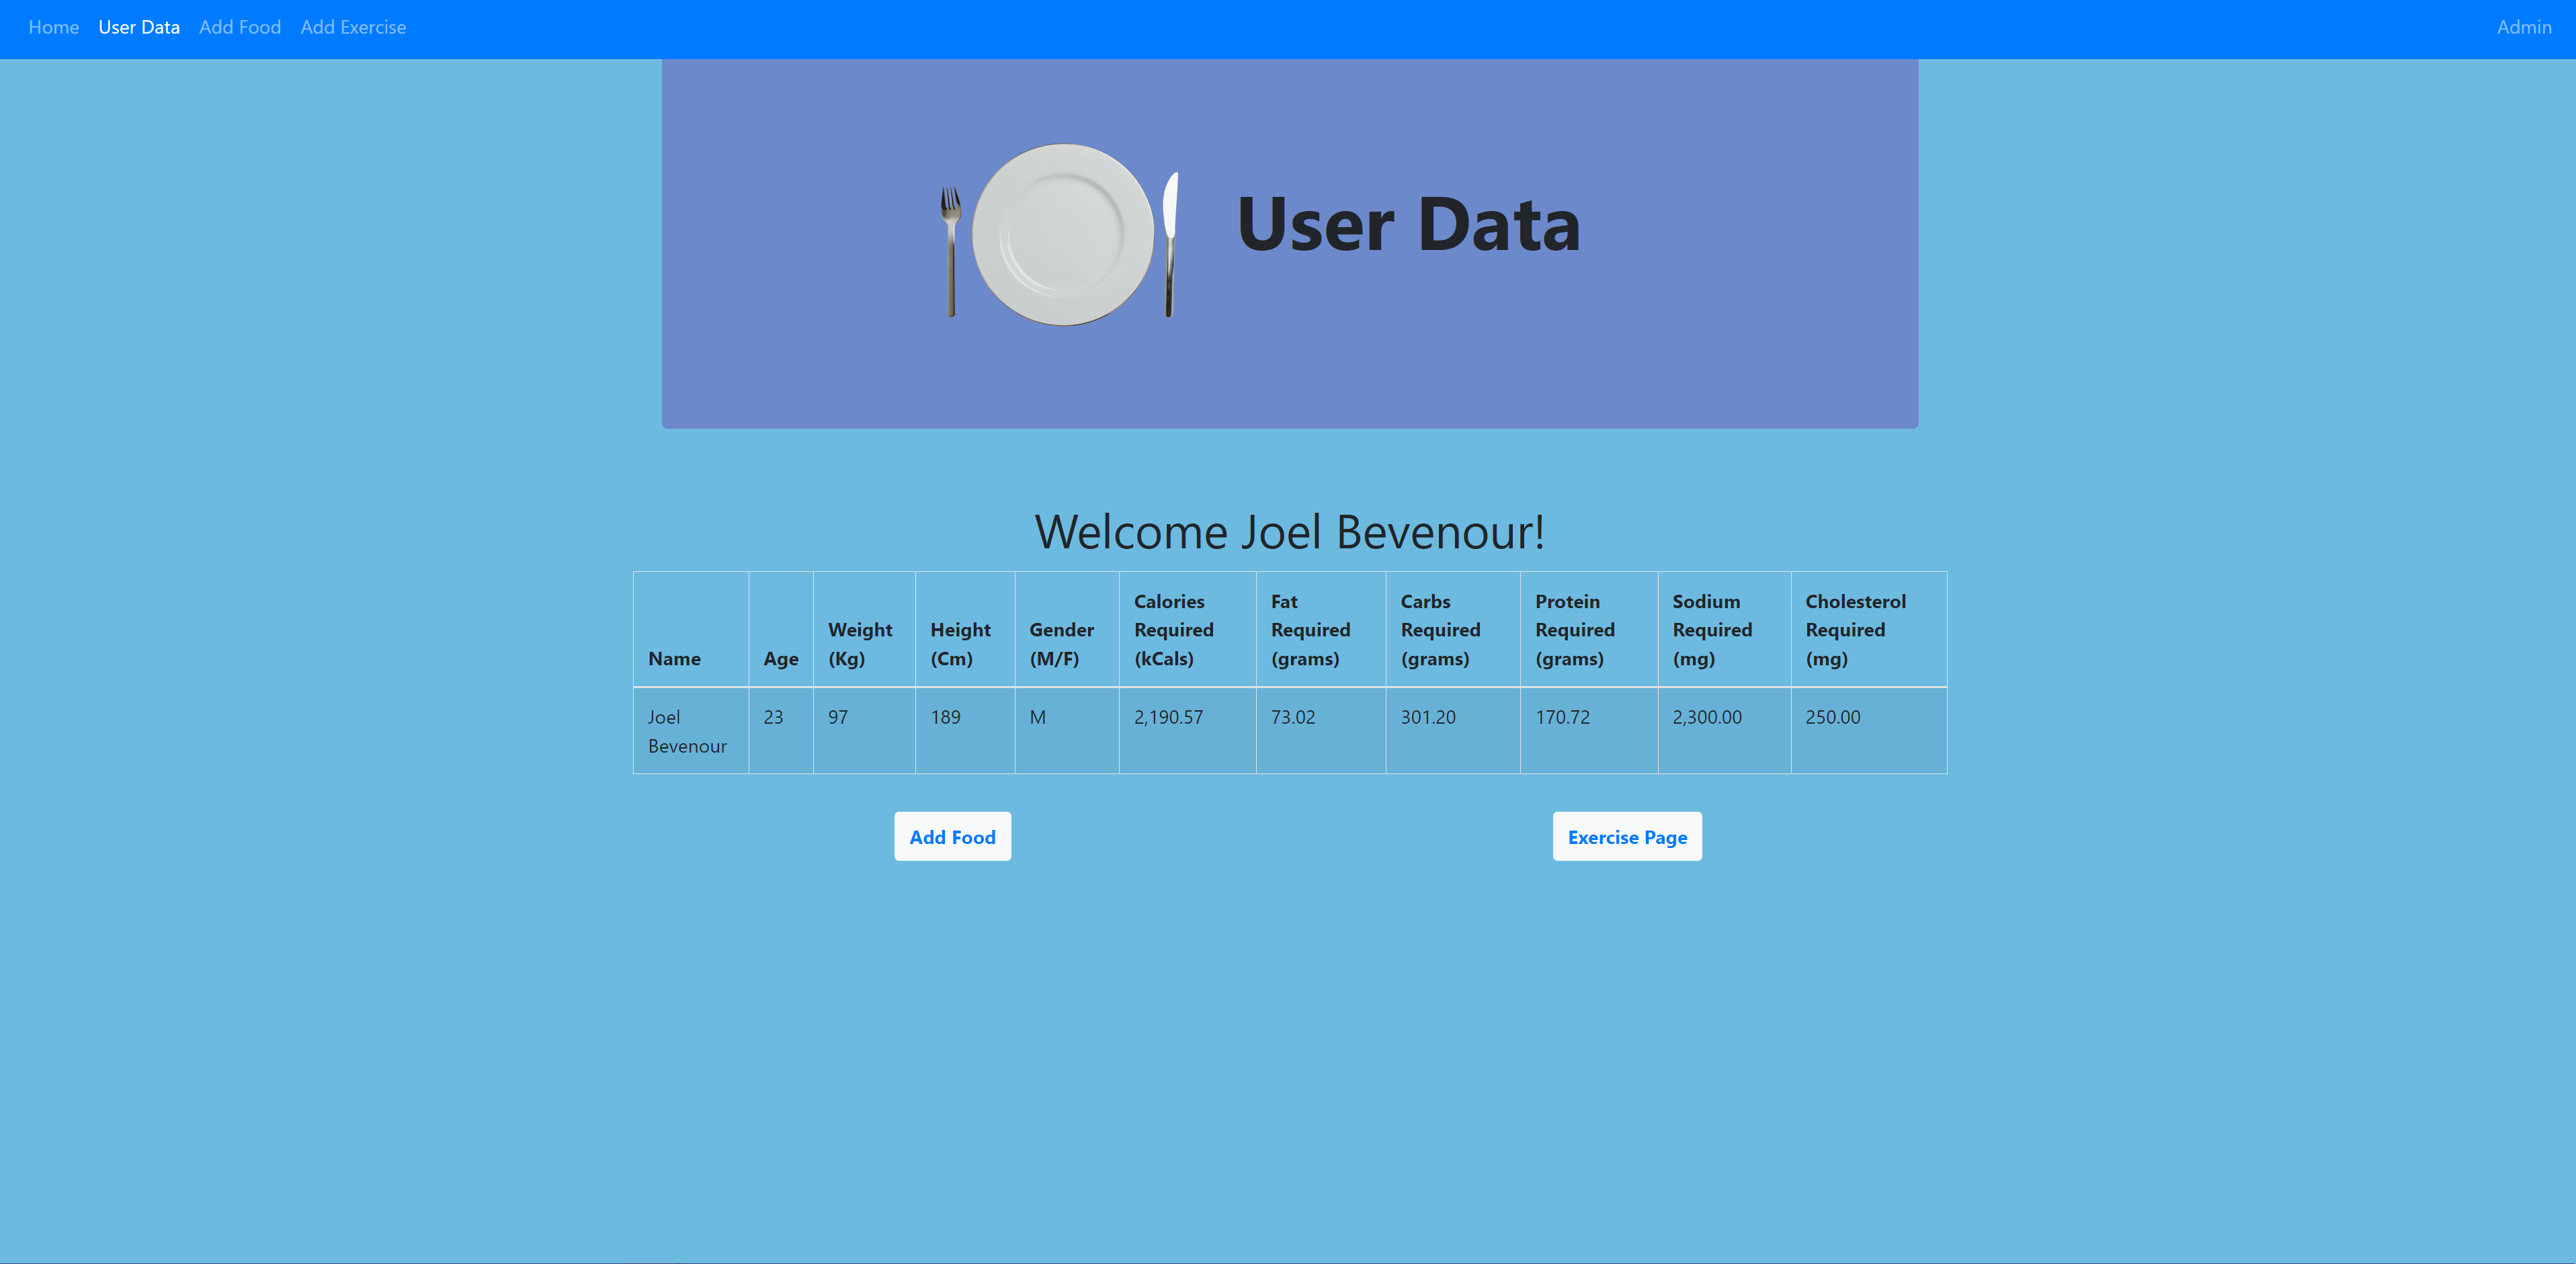 Home User Data Add Food Add Exercise Admin
User Data
Welcome Joel Bevenour!
Name Age Weight (Kg) Height (Cm) Gender (M/F) Calories Required (kCals) Fat Required (grams) Carbs Required (grams) Protein Required (grams) Sodium Required (mg) Cholesterol Required (mg)
Joel Bevenour 23 97 189 M 2,190.57 73.02 301.20 170.72 2,300.00 250.00
Add Food Exercise Page